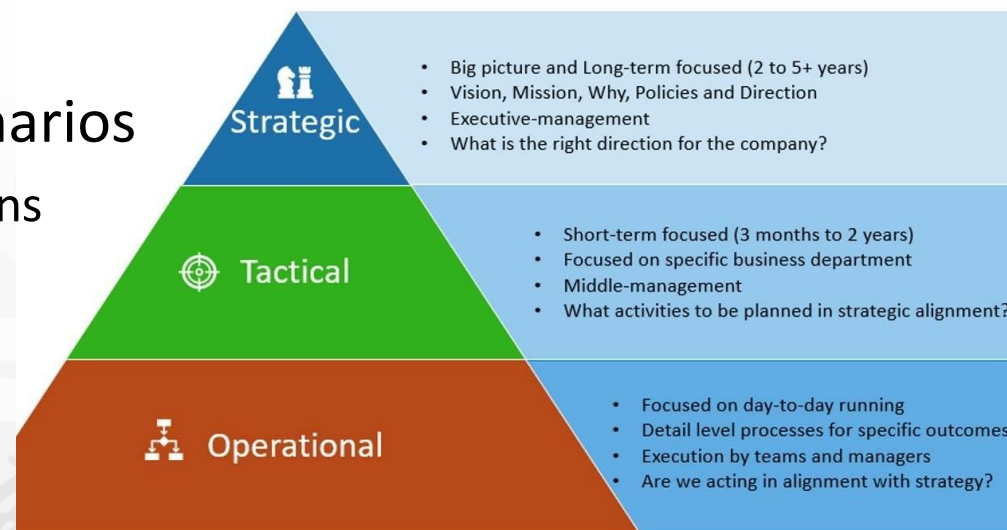 narios
ns
Strategic
• Big picture and Long-term focused (2 to 5+ years)
• Vision, Mission, Why, Policies and Direction
• Executive-management
• What is the right direction for the company?
Tactical
• Short-term focused (3 months to 2 years)
• Focused on specific business department
• Middle-management
• What activities to be planned in strategic alignment?
Operational
• Focused on day-to-day running
• Detail level processes for specific outcomes
• Execution by teams and managers
• Are we acting in alignment with strategy?